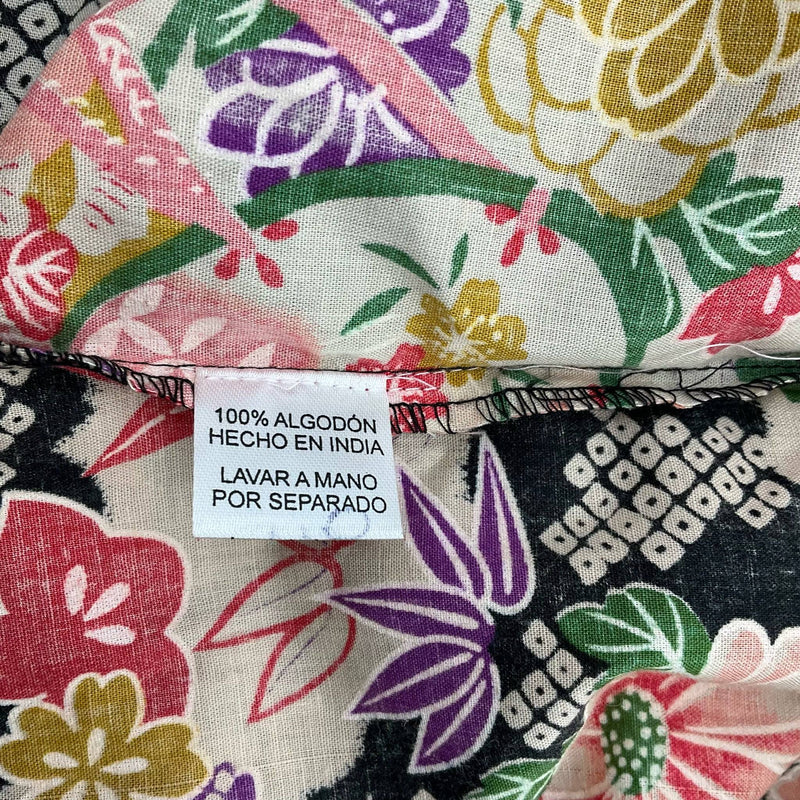 100% ALGODÓN
HECHO EN INDIA
LAVAR A MANO
POR SEPARADO